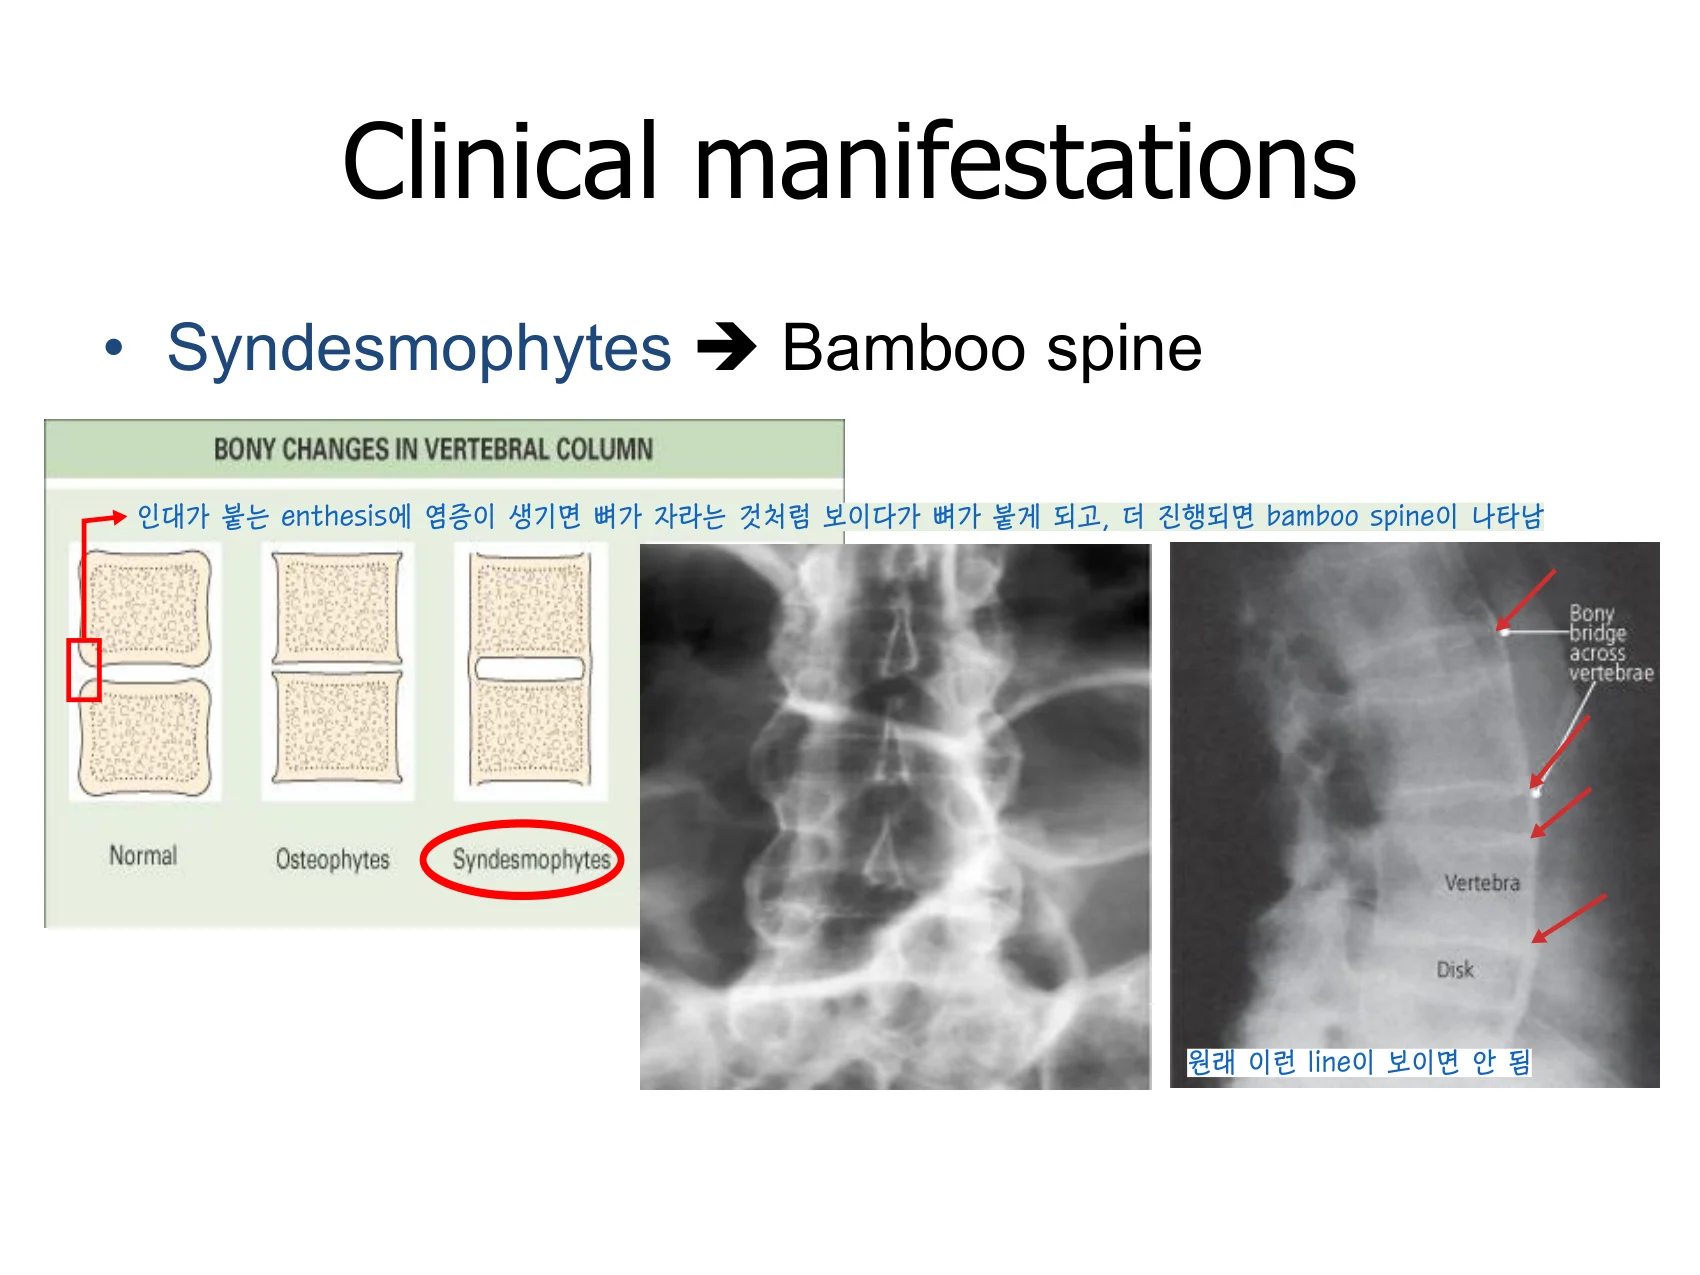 Clinical manifestations
• Syndesmophytes ➔ Bamboo spine
BONY CHANGES IN VERTEBRAL COLUMN
인대가 붙는 enthesis에 염증이 생기면 뼈가 자라는 것처럼 보이다가 뼈가 붙게 되고, 더 진행되면 bamboo spine이 나타남
Normal
Osteophytes
Syndesmophytes
Bony
bridge
across
vertebrae
Vertebra
Disk
원래 이런 line이 보이면 안 됨